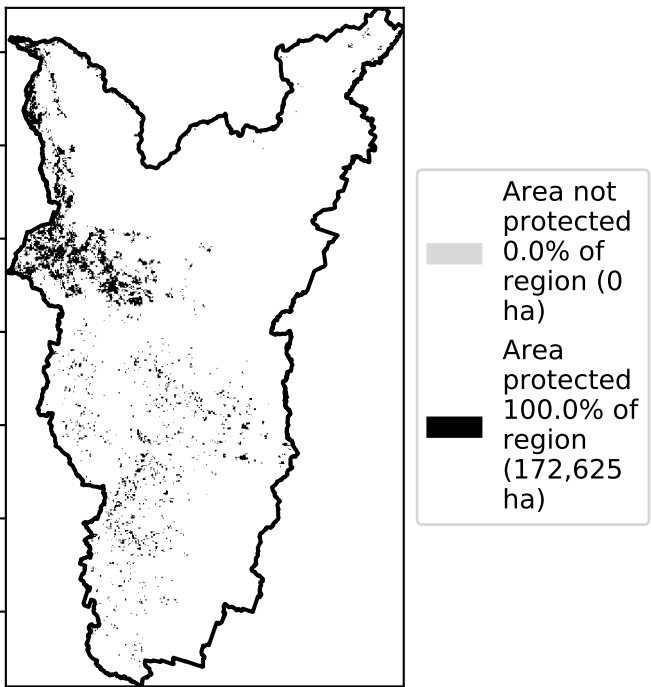 Area not
protected
0.0% of
region (0
ha)
Area
protected
100.0% of
region
(172,625
ha)